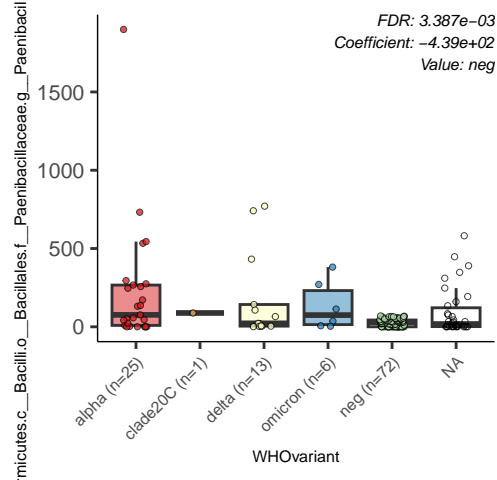 FDR: 3.387e−03
Coefficient: −4.39e+02
Value: neg
rmicutes.c__Bacilli.o__Bacillales.f__Paenibacillaceae.g__Paenibacil
1500
1000
500
0
alpha (n=25)
clade20C (n=1)
delta (n=13)
omicron (n=6)
neg (n=72)
NA
WHOvariant